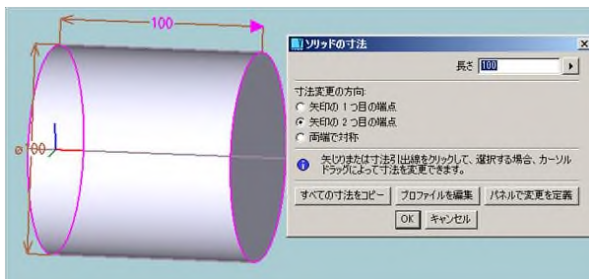 100
ø100
ソリッドの寸法
長さ 100
寸法変更の方向:
矢印の 1 つ目の端点
矢印の 2 つ目の端点
両端で対称
矢じりまたは寸法引出線をクリックして、選択する場合、カーソル
ドラッグによって寸法を変更できます。
すべての寸法をコピー プロファイルを編集 パネルで変更を定義
OK キャンセル